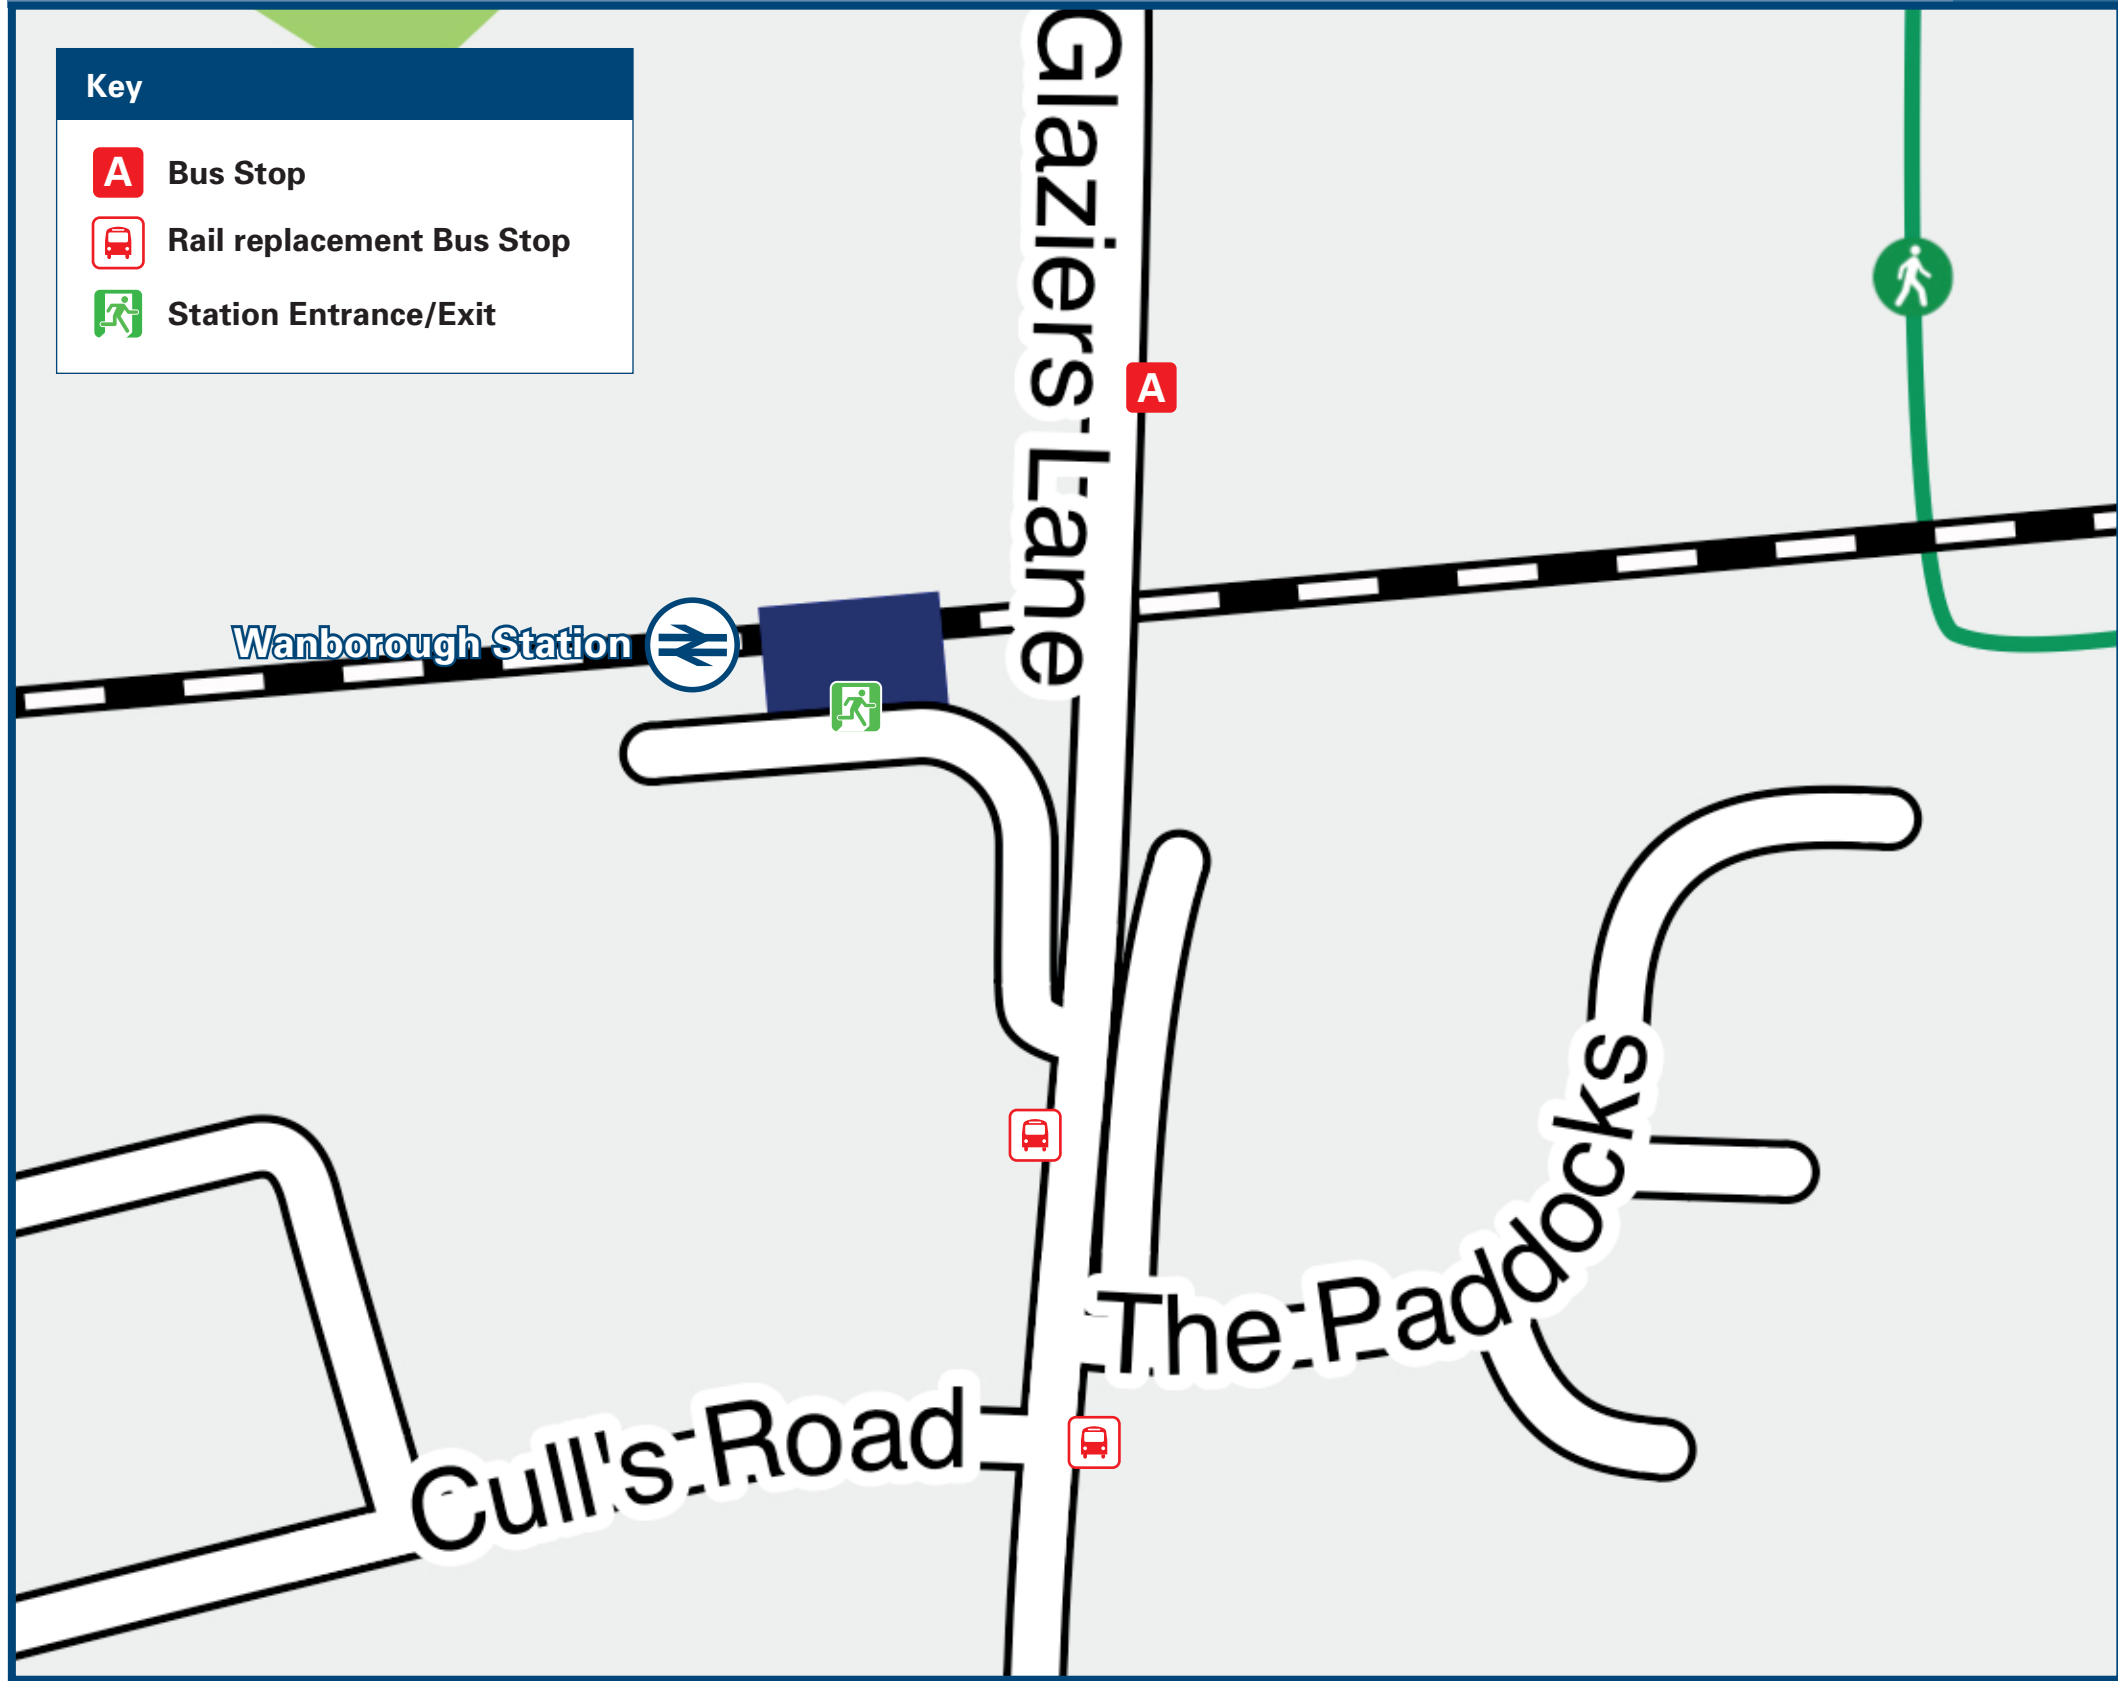 Key
A
Bus Stop
Rail replacement Bus Stop
Station Entrance/Exit
Glaziers Lane
A
Wanborough Station
The Paddocks
Cull's Road